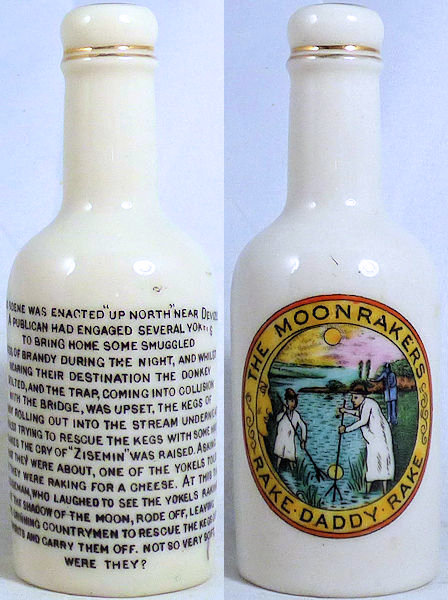 SCENE WAS ENACTED "UP NORTH" NEAR
A PUBLICAN HAD ENGAGED SEVERAL YOKELS
TO BRING HOME SOME SMUGGLED
OF BRANDY DURING THE NIGHT, AND WHILST
NEARING THEIR DESTINATION THE DONKEY
AND THE TRAP, COMING INTO COLLISION
WITH THE BRIDGE, WAS UPSET, THE KEGS OF
ROLLING OUT INTO THE STREAM
TRYING TO RESCUE THE KEGS WITH SOME
THE CRY OF "ZISEMIN" WAS RAISED. ASKING
THEY WERE ABOUT, ONE OF THE YOKELS TOLD
THEY WERE RAKING FOR A CHEESE. AT THIS
WHO LAUGHED TO SEE THE YOKELS
THE SHADOW OF THE MOON, RODE OFF, LEAVING
COUNTRYMEN TO RESCUE THE KEGS
AND CARRY THEM OFF. NOT SO VERY SOFT
WERE THEY?
THE MOONRAKERS
RAKE · DADDY · RAKE